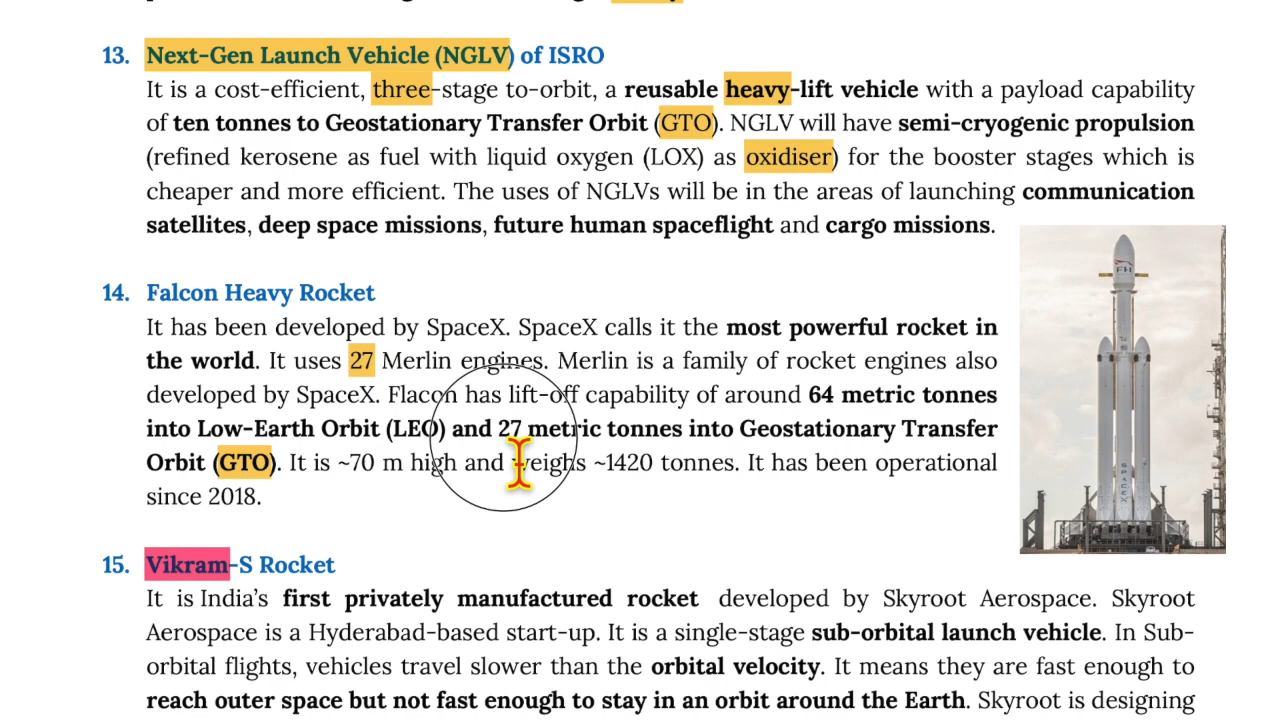 13. Next-Gen Launch Vehicle (NGLV) of ISRO
It is a cost-efficient, three-stage to-orbit, a reusable heavy-lift vehicle with a payload capability
of ten tonnes to Geostationary Transfer Orbit (GTO). NGLV will have semi-cryogenic propulsion
(refined kerosene as fuel with liquid oxygen (LOX) as oxidiser) for the booster stages which is
cheaper and more efficient. The uses of NGLVs will be in the areas of launching communication
satellites, deep space missions, future human spaceflight and cargo missions.
14. Falcon Heavy Rocket
It has been developed by SpaceX. SpaceX calls it the most powerful rocket in
the world. It uses 27 Merlin engines. Merlin is a family of rocket engines also
developed by SpaceX. Flacon has lift-off capability of around 64 metric tonnes
into Low-Earth Orbit (LEO) and 27 metric tonnes into Geostationary Transfer
Orbit (GTO). It is ~70 m high and weighs ~1420 tonnes. It has been operational
since 2018.
FH
SPACEX
15. Vikram-S Rocket
It is India’s first privately manufactured rocket developed by Skyroot Aerospace. Skyroot
Aerospace is a Hyderabad-based start-up. It is a single-stage sub-orbital launch vehicle. In Sub-
orbital flights, vehicles travel slower than the orbital velocity. It means they are fast enough to
reach outer space but not fast enough to stay in an orbit around the Earth. Skyroot is designing